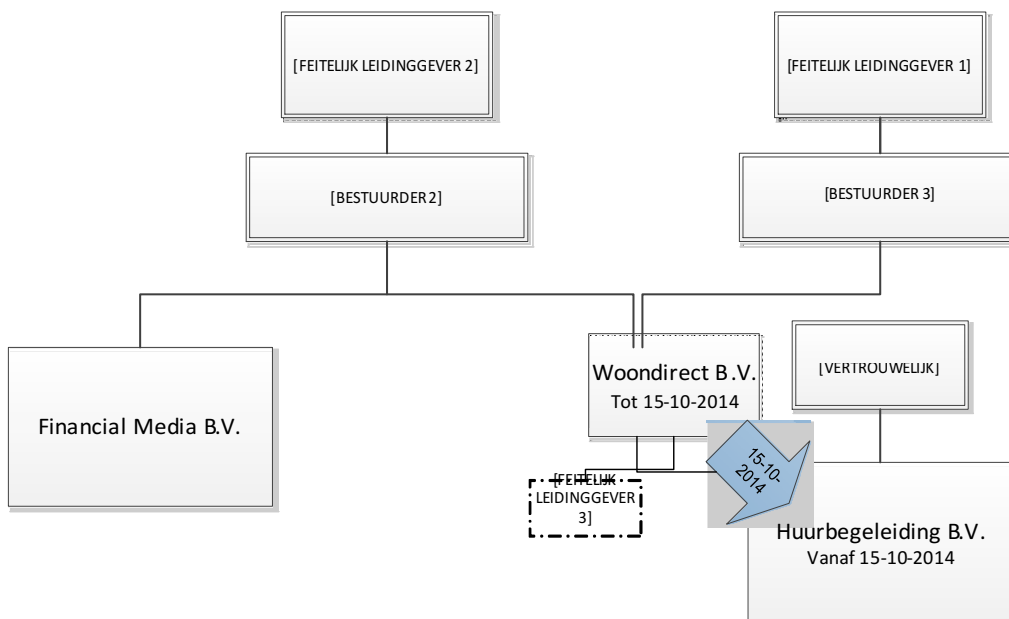 [FEITELIJK LEIDINGGEVER 2]
[FEITELIJK LEIDINGGEVER 1]
[BESTUURDER 2]
[BESTUURDER 3]
Financial Media B.V.
Woondirect B.V.
Tot 15-10-2014
[VERTROUWELIJK]
15-10-
2014
[FEITELIJK
LEIDINGGEVER
3]
Huurbegeleiding B.V.
Vanaf 15-10-2014